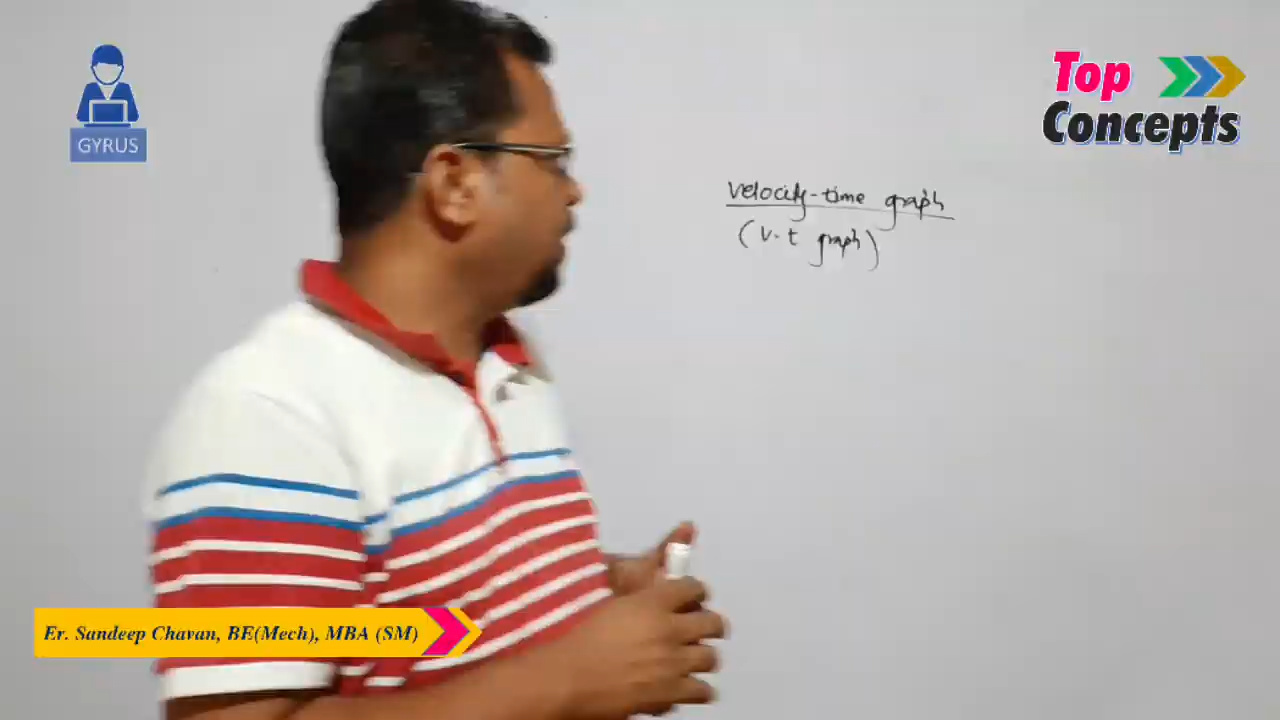 GYRUS
Top
Concepts
velocity-time graph
(v-t graph)
Er. Sandeep Chavan, BE(Mech), MBA (SM)